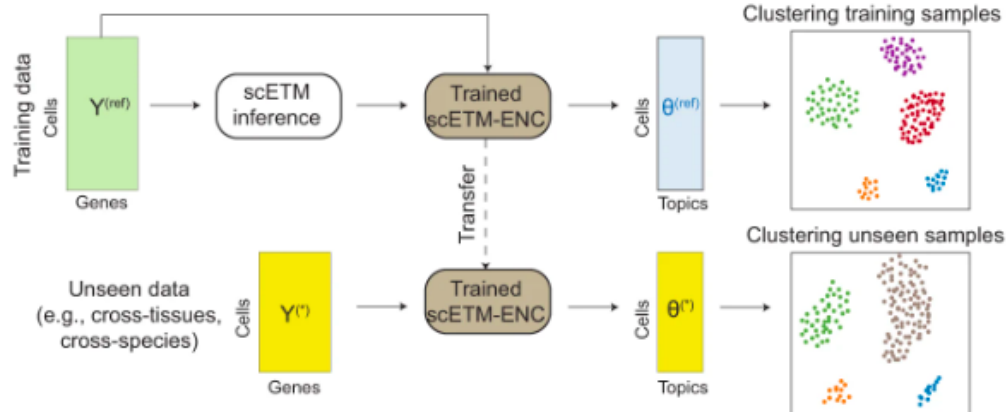 Clustering training samples
Training data
Cells
Y(ref)
Genes
scETM
inference
Trained
scETM-ENC
Cells
θ(ref)
Topics
Transfer
Clustering unseen samples
Unseen data
(e.g., cross-tissues,
cross-species)
Cells
Y(*)
Genes
Trained
scETM-ENC
Cells
θ(*)
Topics